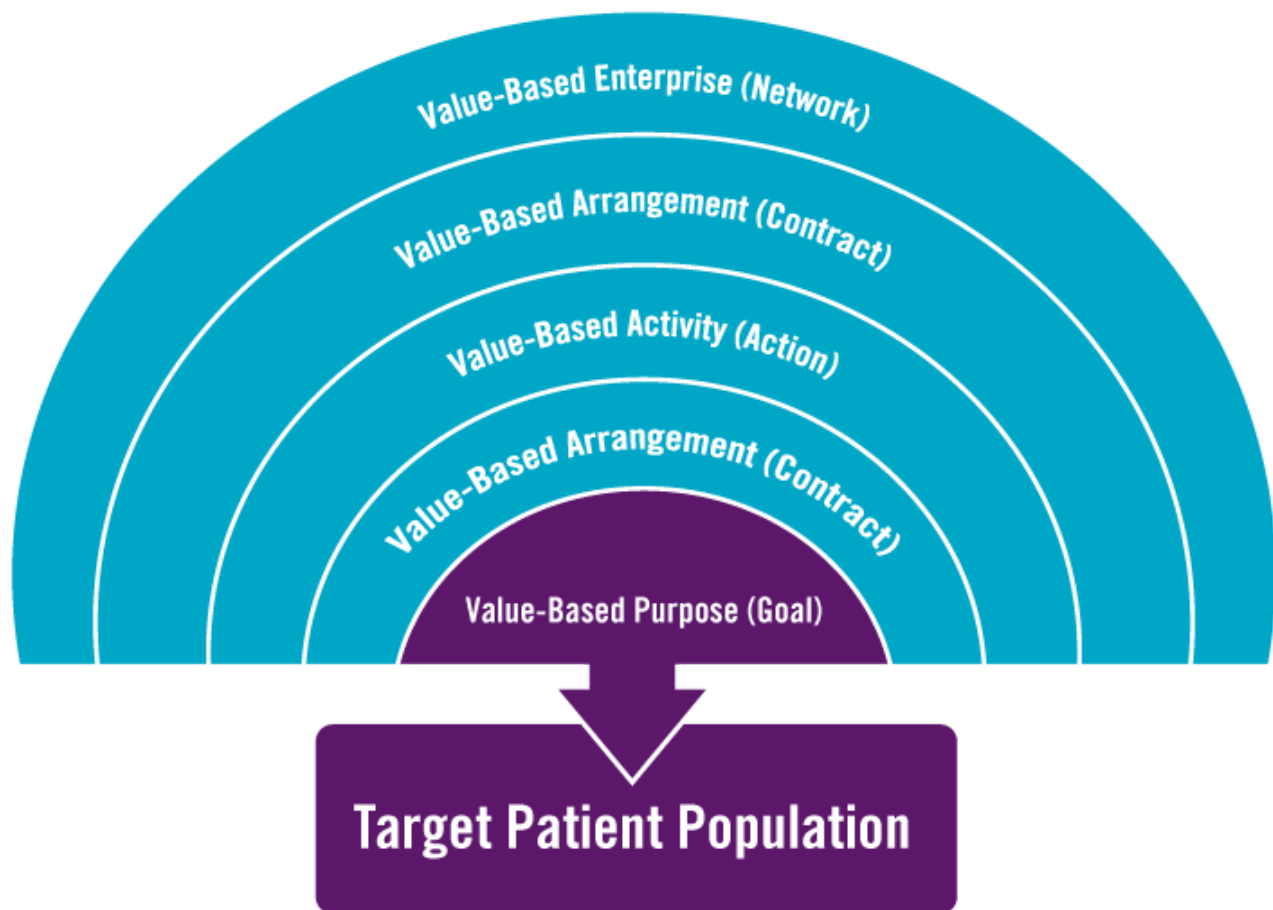 Value-Based Enterprise (Network)
Value-Based Arrangement (Contract)
Value-Based Activity (Action)
Value-Based Arrangement (Contract)
Value-Based Purpose (Goal)
Target Patient Population